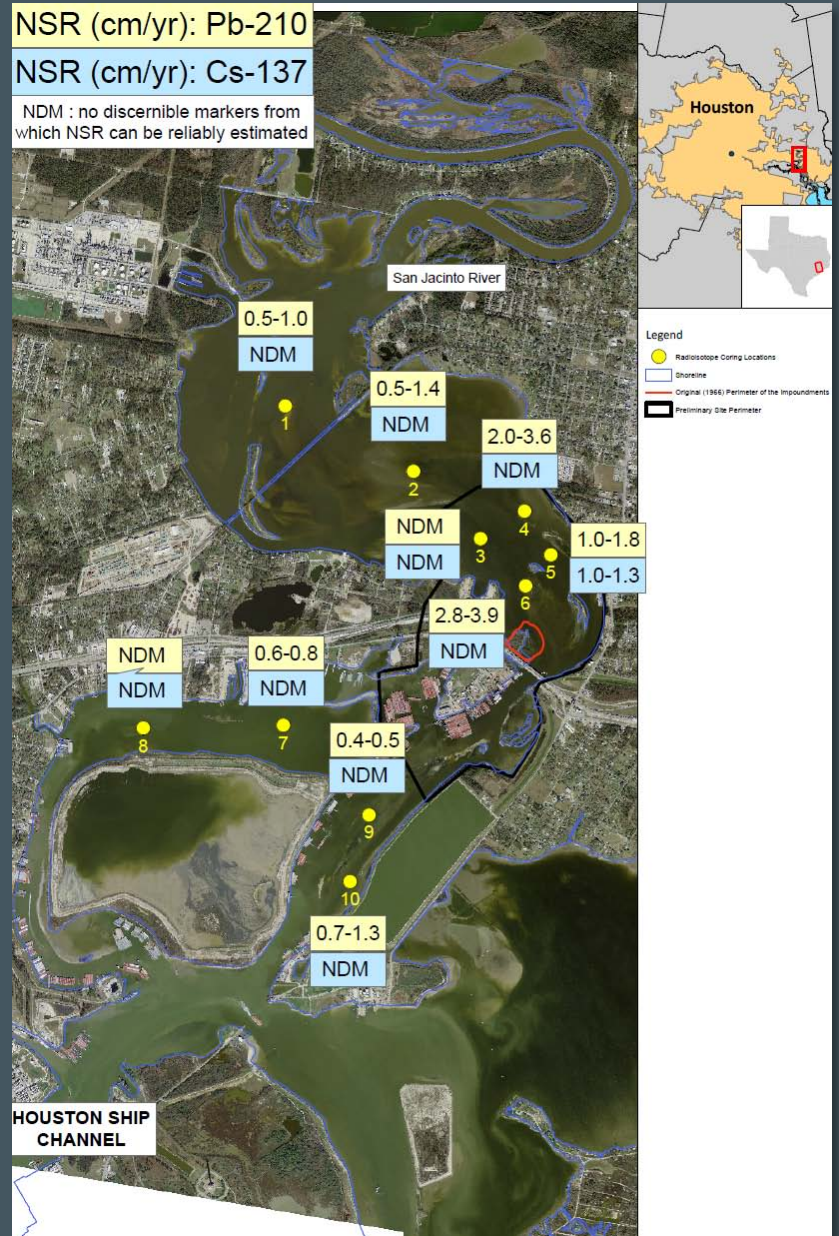 NSR (cm/yr): Pb-210
NSR (cm/yr): Cs-137
NDM : no discernible markers from
which NSR can be reliably estimated
Houston
San Jacinto River
Legend
Radioisotope Coring Locations
Shoreline
Original (1966) Perimeter of the Impoundments
Preliminary Site Perimeter
0.5-1.0
NDM
1
0.5-1.4
NDM
2
2.0-3.6
NDM
4
NDM
NDM
3
1.0-1.8
1.0-1.3
5
6
2.8-3.9
NDM
NDM
NDM
8
0.6-0.8
NDM
7
0.4-0.5
NDM
9
10
0.7-1.3
NDM
HOUSTON SHIP
CHANNEL